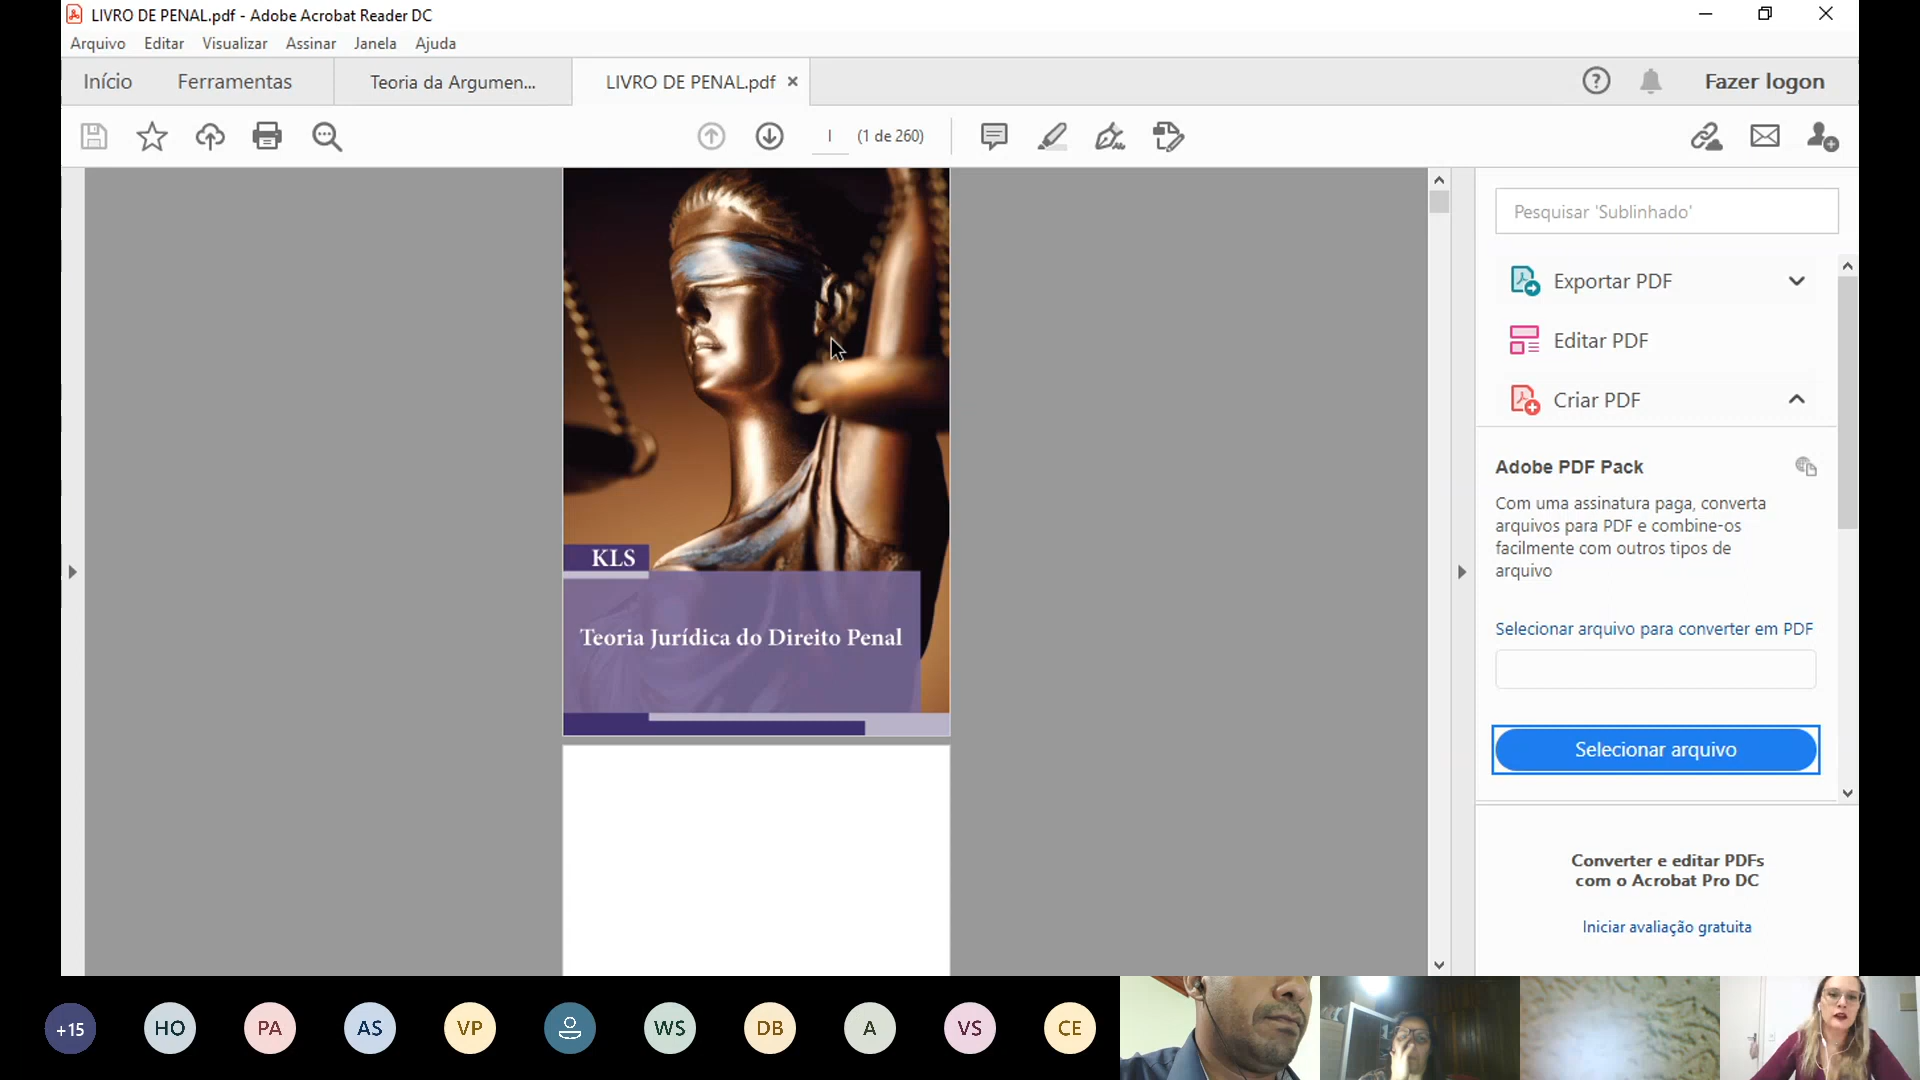 LIVRO DE PENAL.pdf - Adobe Acrobat Reader DC
Arquivo Editar Visualizar Assinar Janela Ajuda
Início Ferramentas Teoria da Argumen... LIVRO DE PENAL.pdf × ? Fazer logon
I (1 de 260)
KLS
Teoria Jurídica do Direito Penal
Pesquisar 'Sublinhado'
Exportar PDF
Editar PDF
Criar PDF
Adobe PDF Pack
Com uma assinatura paga, converta
arquivos para PDF e combine-os
facilmente com outros tipos de
arquivo
Selecionar arquivo para converter em PDF
Selecionar arquivo
Converter e editar PDFs
com o Acrobat Pro DC
Iniciar avaliação gratuita
+15 HO PA AS VP WS DB A VS CE